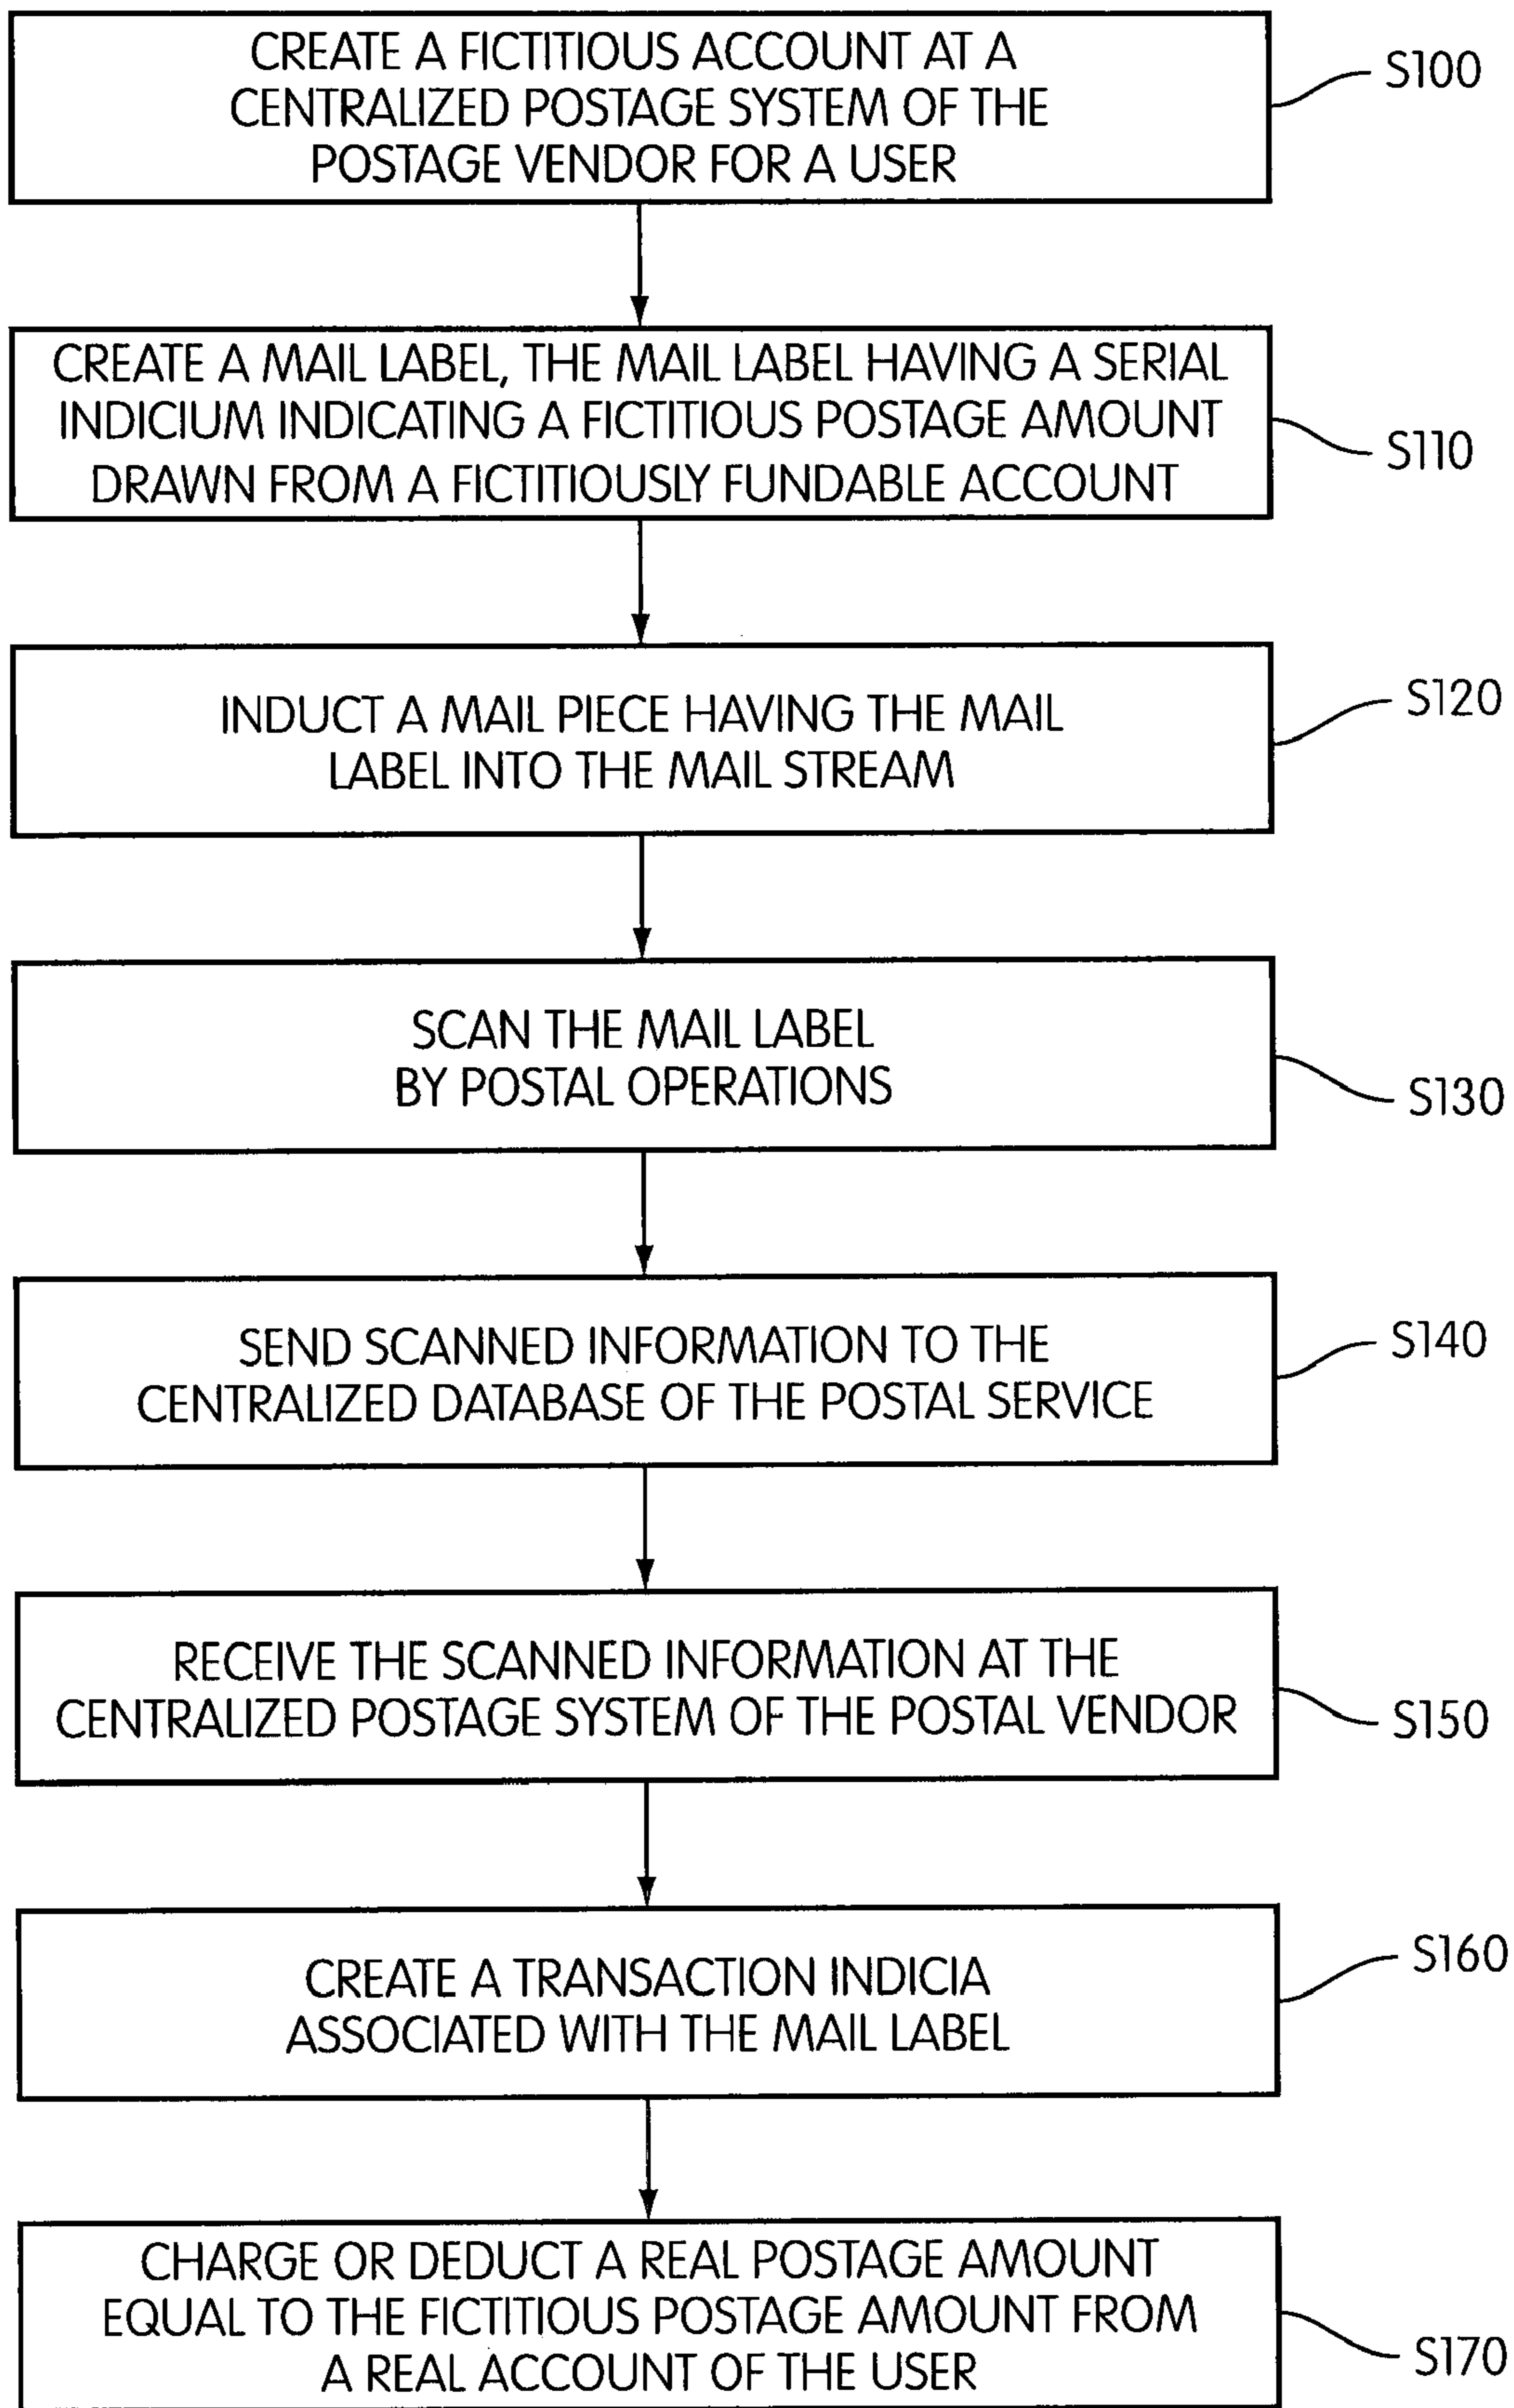 CREATE A FICTITIOUS ACCOUNT AT A
CENTRALIZED POSTAGE SYSTEM OF THE
POSTAGE VENDOR FOR A USER
S100
CREATE A MAIL LABEL, THE MAIL LABEL HAVING A SERIAL
INDICIUM INDICATING A FICTITIOUS POSTAGE AMOUNT
DRAWN FROM A FICTITIOUSLY FUNDABLE ACCOUNT
S110
INDUCT A MAIL PIECE HAVING THE MAIL
LABEL INTO THE MAIL STREAM
S120
SCAN THE MAIL LABEL
BY POSTAL OPERATIONS
S130
SEND SCANNED INFORMATION TO THE
CENTRALIZED DATABASE OF THE POSTAL SERVICE
S140
RECEIVE THE SCANNED INFORMATION AT THE
CENTRALIZED POSTAGE SYSTEM OF THE POSTAL VENDOR
S150
CREATE A TRANSACTION INDICIA
ASSOCIATED WITH THE MAIL LABEL
S160
CHARGE OR DEDUCT A REAL POSTAGE AMOUNT
EQUAL TO THE FICTITIOUS POSTAGE AMOUNT FROM
A REAL ACCOUNT OF THE USER
S170